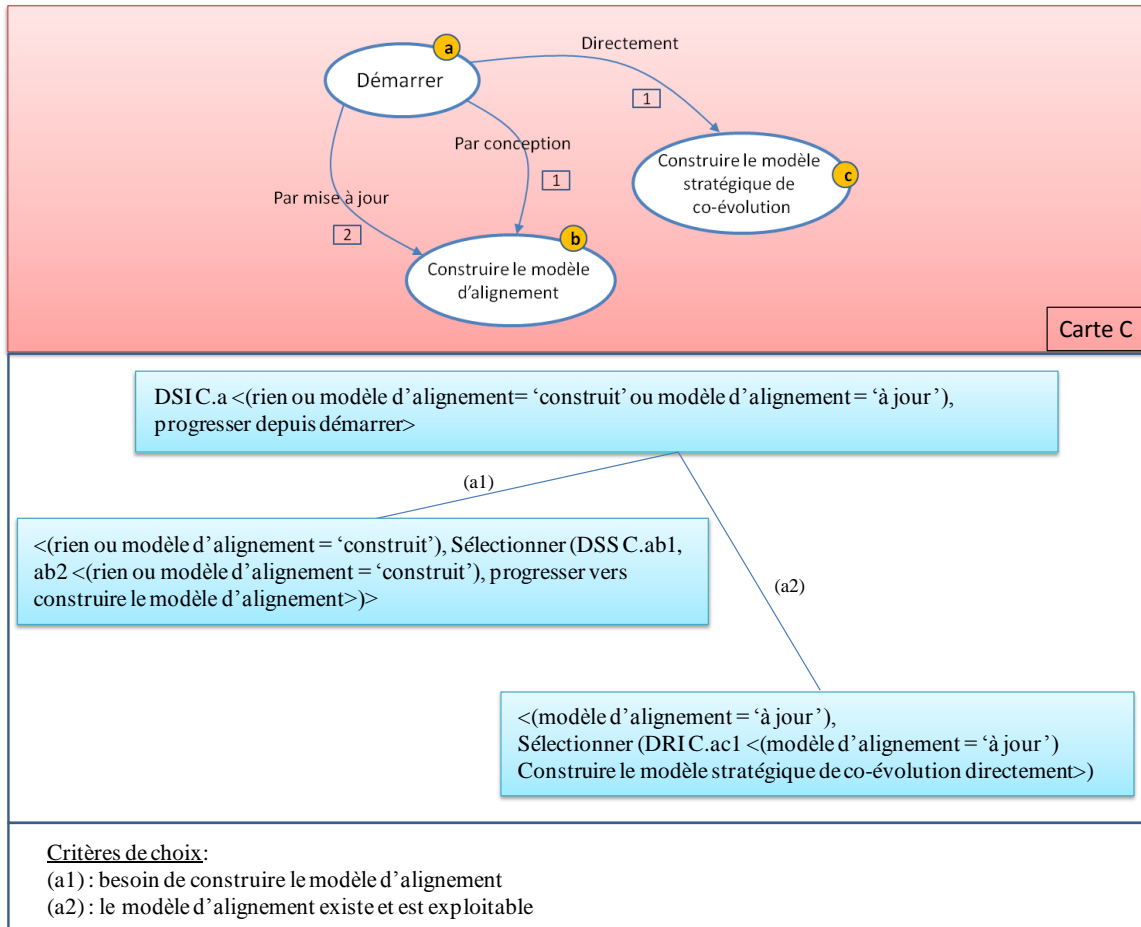 a
Démarrer
Directement
1
Par conception
1
Par mise à jour
2
Construire le modèle
stratégique de
co-évolution
c
b
Construire le modèle
d’alignement
Carte C
DSI C.a <(rien ou modèle d’alignement= ‘construit’ ou modèle d’alignement = ‘à jour’),
progresser depuis démarrer>
(a1)
<(rien ou modèle d’alignement = ‘construit’), Sélectionner (DSS C.ab1,
ab2 <(rien ou modèle d’alignement = ‘construit’), progresser vers
construire le modèle d’alignement>)>
(a2)
<(modèle d’alignement = ‘à jour’),
Sélectionner (DRI C.ac1 <(modèle d’alignement = ‘à jour’)
Construire le modèle stratégique de co-évolution directement>)
Critères de choix:
(a1) : besoin de construire le modèle d’alignement
(a2) : le modèle d’alignement existe et est exploitable